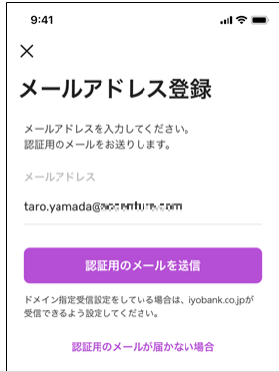 9:41
メールアドレス登録
メールアドレスを入力してください。
認証用のメールをお送りします。
メールアドレス
taro.yamada@
認証用のメールを送信
ドメイン指定受信設定をしている場合は、iyobank.co.jpが
受信できるよう設定してください。
認証用のメールが届かない場合